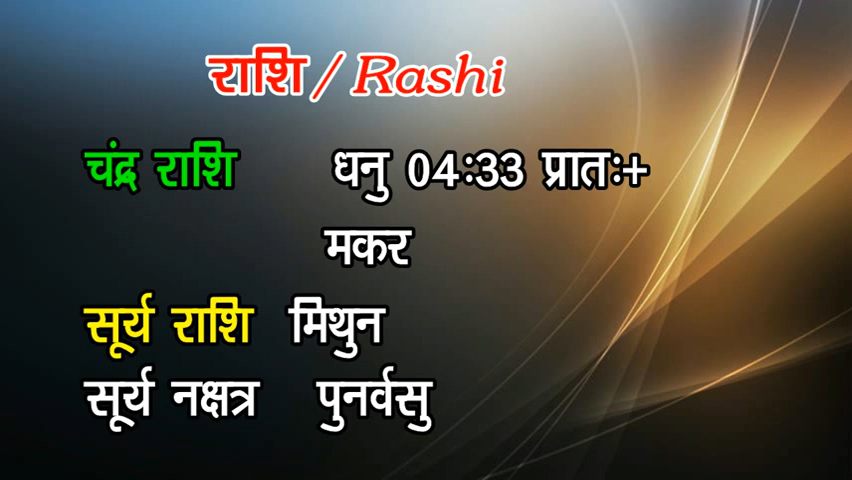 राशि / Rashi
चंद्र राशि धनु 04:33 प्रातः+
मकर
सूर्य राशि मिथुन
सूर्य नक्षत्र पुनर्वसु